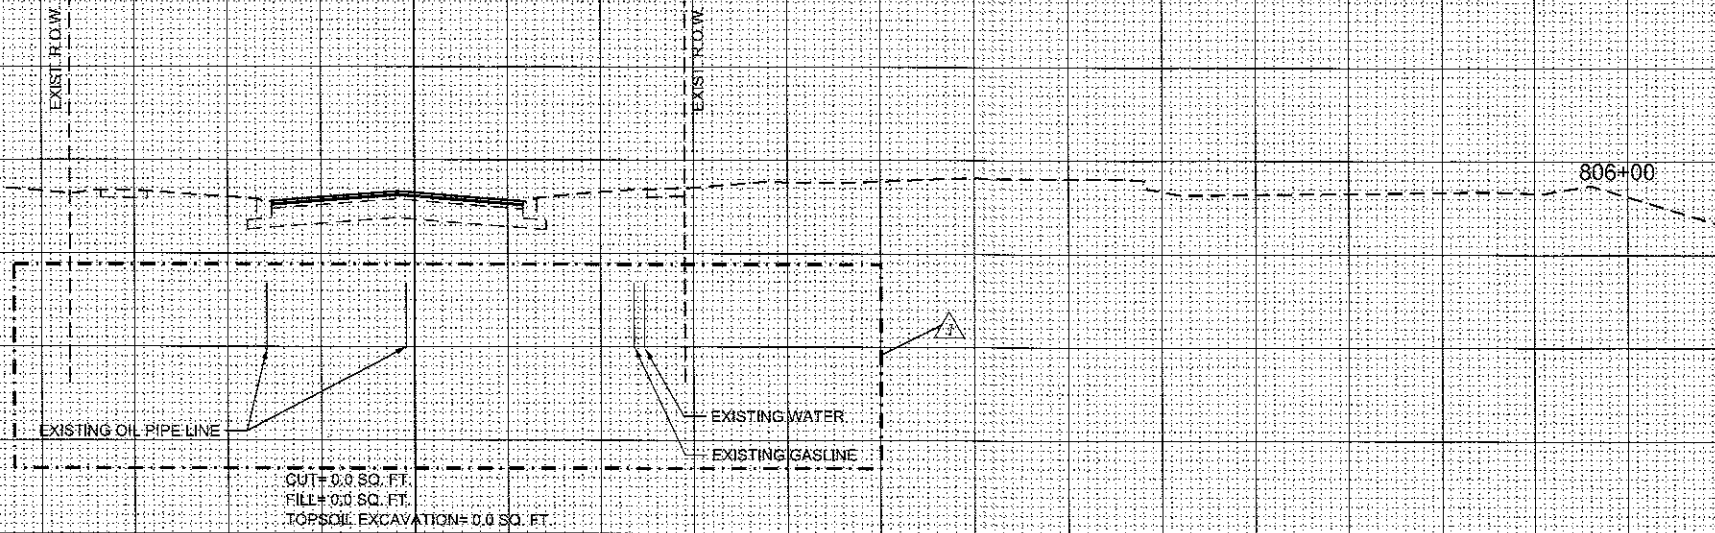 EXIST. R.O.W.
EXIST. R.O.W.
806+00
EXISTING OIL PIPE LINE
EXISTING WATER
EXISTING GASLINE
CUT= 0.0 SQ. FT.
FILL= 0.0 SQ. FT.
TOPSOIL EXCAVATION= 0.0 SQ. FT.